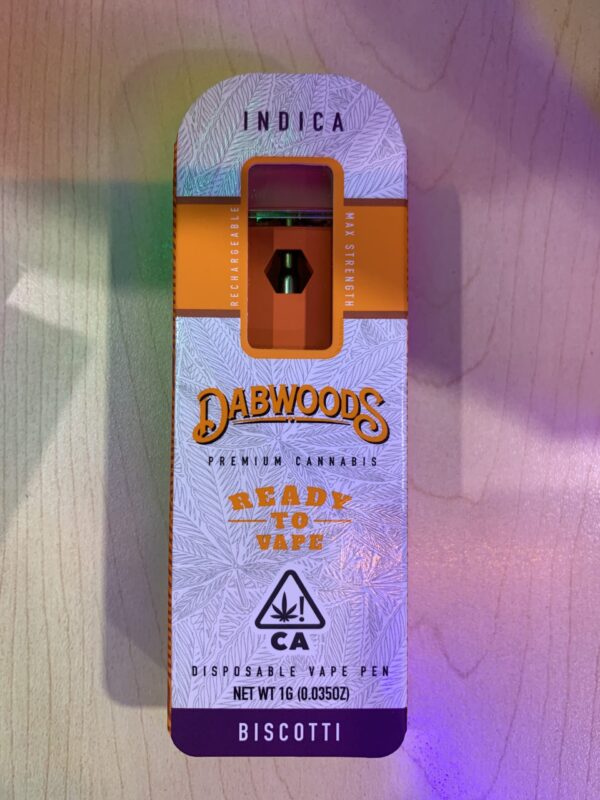 INDICA
RECHARGEABLE
MAX STRENGTH
DABWOODS
PREMIUM CANNABIS
READY
TO
VAPE
CA
DISPOSABLE VAPE PEN
NET WT 1G (0.035OZ)
BISCOTTI